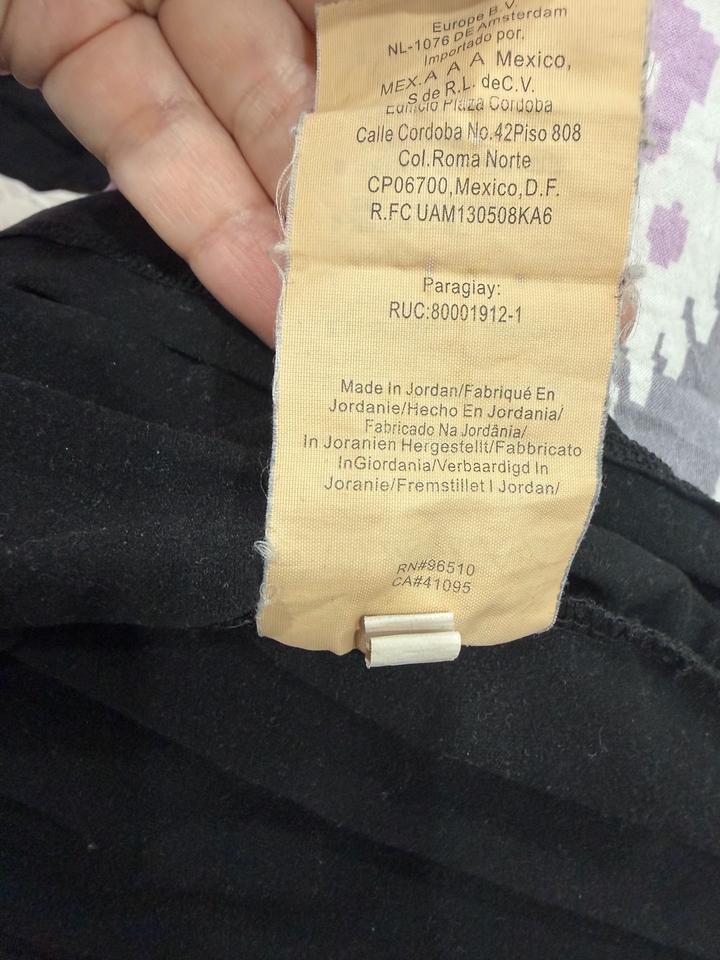 Europe B.V.
NL-1076 DE Amsterdam
Importado por.
MEX.A A A Mexico,
S de R.L. deC.V.
Edificio Plaza Cordoba
Calle Cordoba No.42Piso 808
Col.Roma Norte
CP06700,Mexico,D.F.
R.FC UAM130508KA6
Paragiay:
RUC:80001912-1
Made In Jordan/Fabriqué En
Jordanie/Hecho En Jordania/
Fabricado Na Jordânia/
In Joranien Hergestellt/Fabbricato
InGiordania/Verbaardigd In
Joranie/Fremstillet I Jordan/
RN#96510
CA#41095